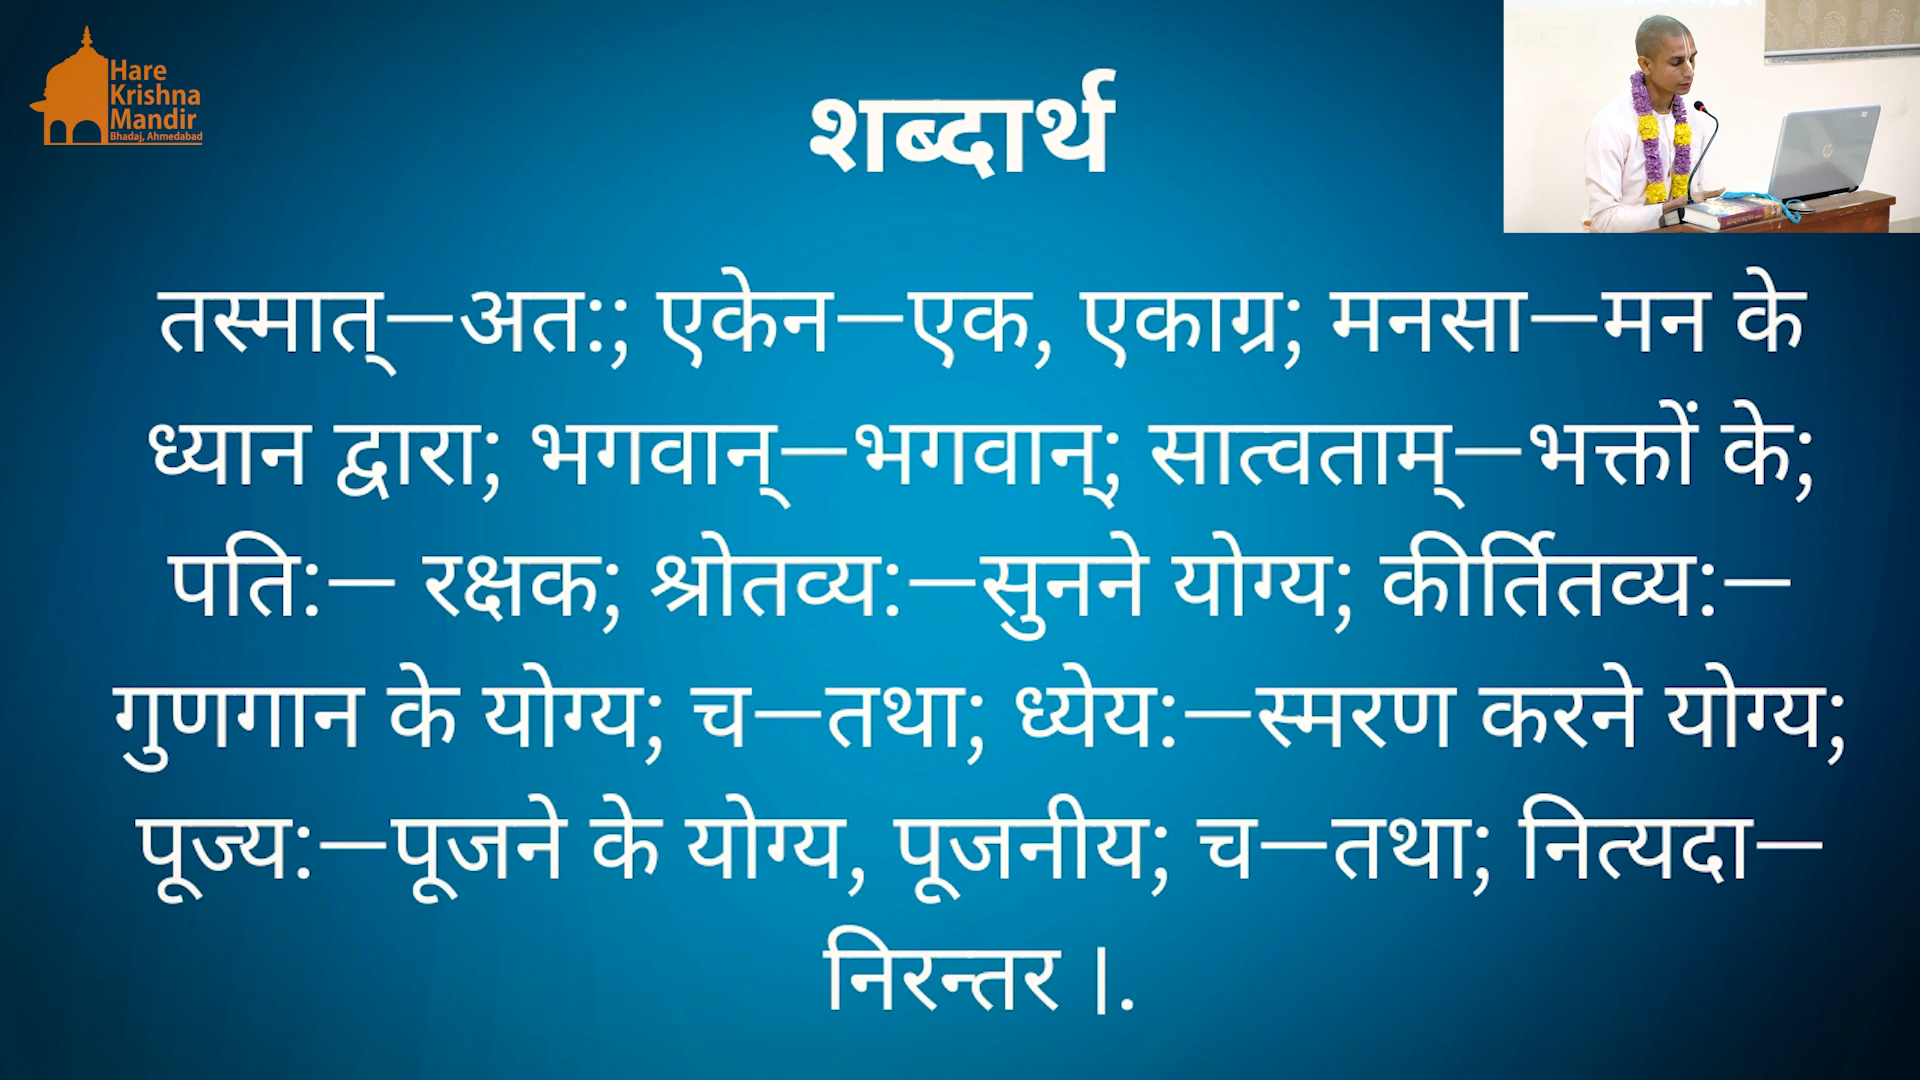 Hare
Krishna
Mandir
Bhadaj, Ahmedabad
शब्दार्थ
तस्मात्—अत:; एकेन—एक, एकाग्र; मनसा—मन के
ध्यान द्वारा; भगवान्—भगवान्; सात्वताम्—भक्तों के;
पति:— रक्षक; श्रोतव्य:—सुनने योग्य; कीर्तितव्य:—
गुणगान के योग्य; च—तथा; ध्येय:—स्मरण करने योग्य;
पूज्य:—पूजने के योग्य, पूजनीय; च—तथा; नित्यदा—
निरन्तर |.